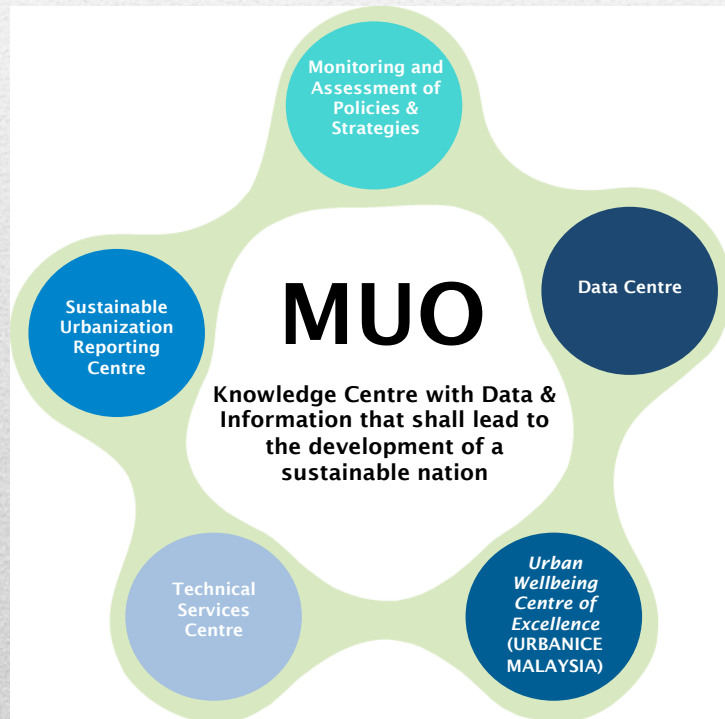 Monitoring and
Assessment of
Policies &
Strategies
Data Centre
Sustainable
Urbanization
Reporting
Centre
MUO
Knowledge Centre with Data &
Information that shall lead to
the development of a
sustainable nation
Technical
Services
Centre
Urban
Wellbeing
Centre of
Excellence
(URBANICE
MALAYSIA)